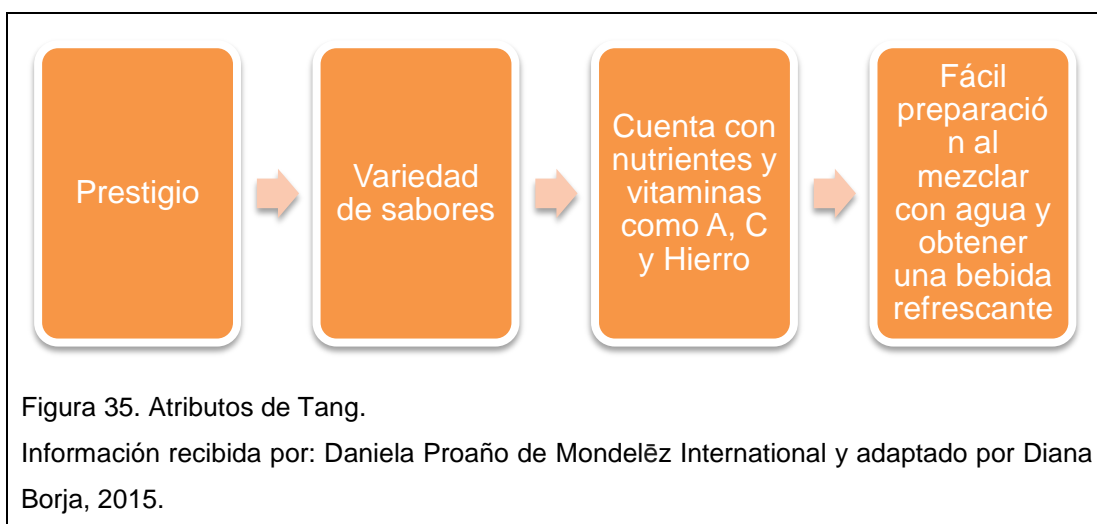 Prestigio
Variedad
de sabores
Cuenta con
nutrientes y
vitaminas
como A, C
y Hierro
Fácil
preparació
n al
mezclar
con agua y
obtener
una bebida
refrescante
Figura 35. Atributos de Tang.
Información recibida por: Daniela Proaño de Mondelēz International y adaptado por Diana
Borja, 2015.